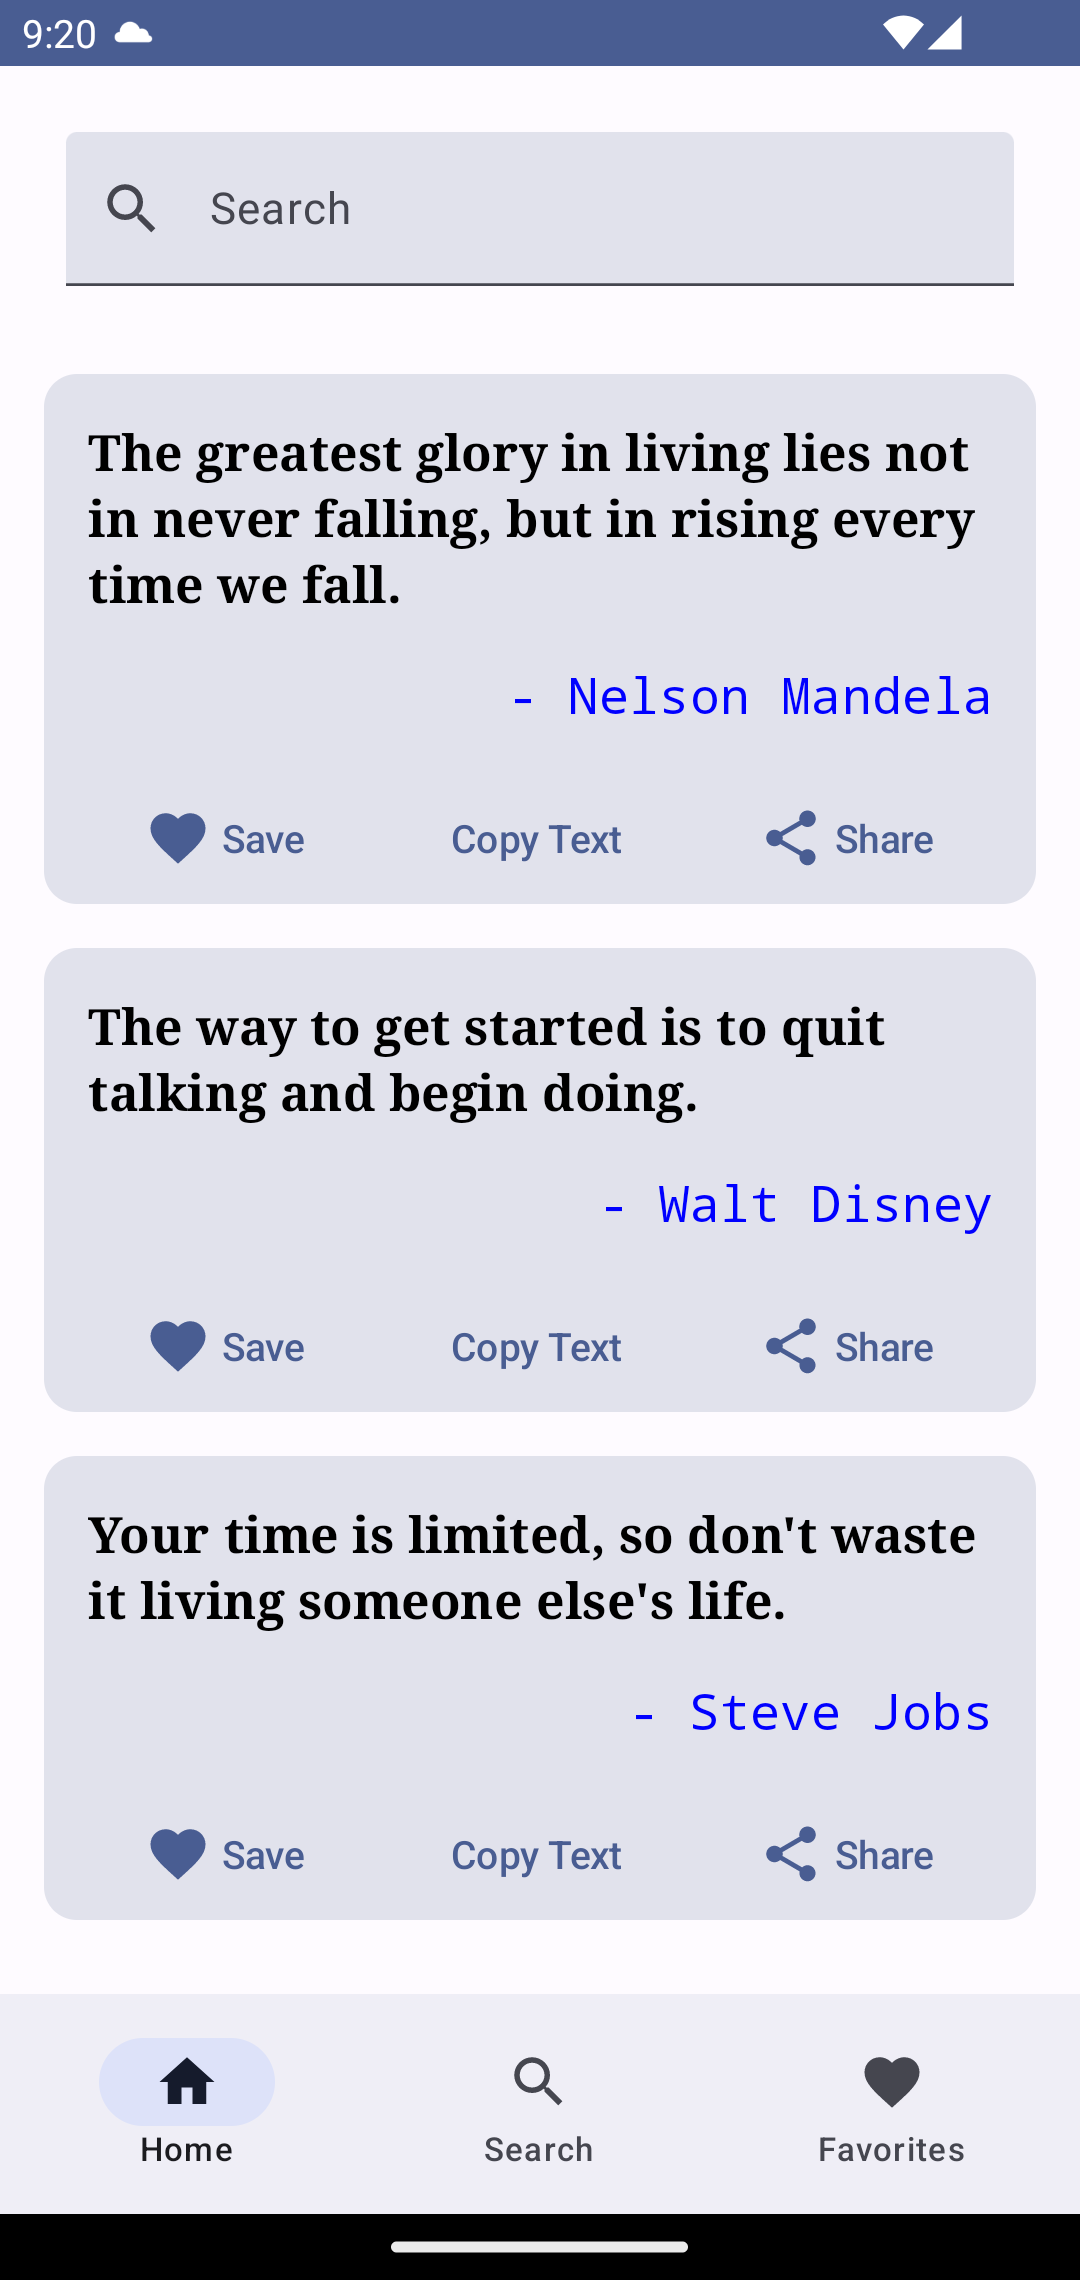 9:20
Search
The greatest glory in living lies not
in never falling, but in rising every
time we fall.
- Nelson Mandela
Save Copy Text Share
The way to get started is to quit
talking and begin doing.
- Walt Disney
Save Copy Text Share
Your time is limited, so don't waste
it living someone else's life.
- Steve Jobs
Save Copy Text Share
Home Search Favorites